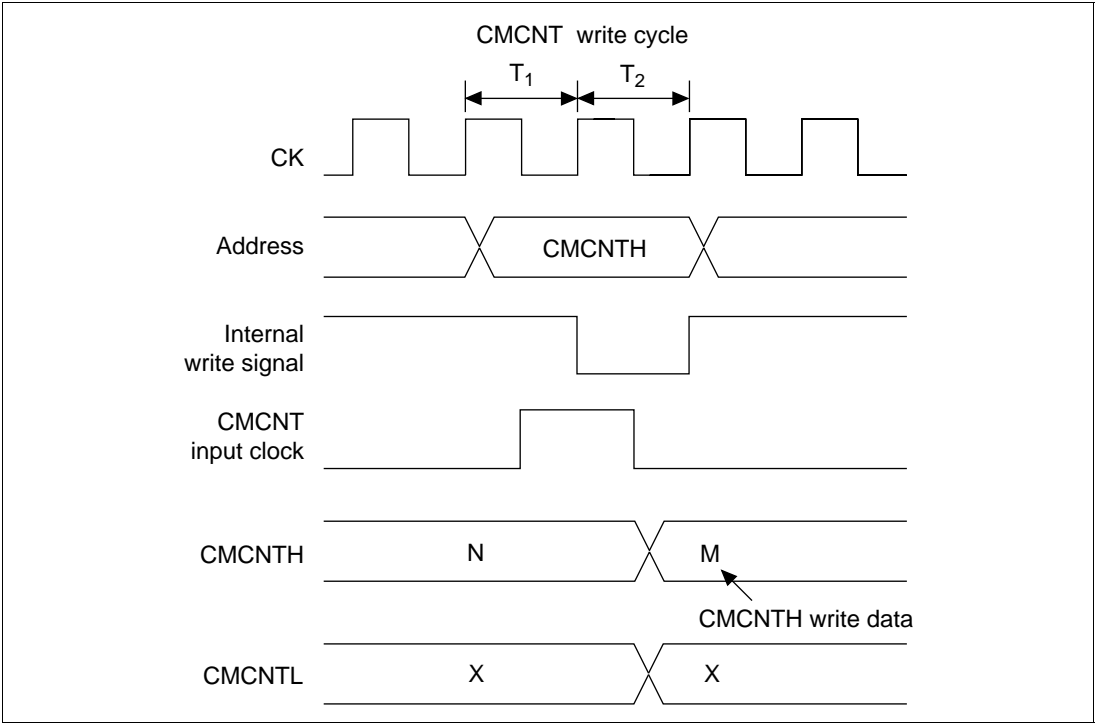 CMCNT write cycle
T1 T2
CK
Address CMCNTH
Internal
write signal
CMCNT
input clock
CMCNTH N M
CMCNTH write data
CMCNTL X X